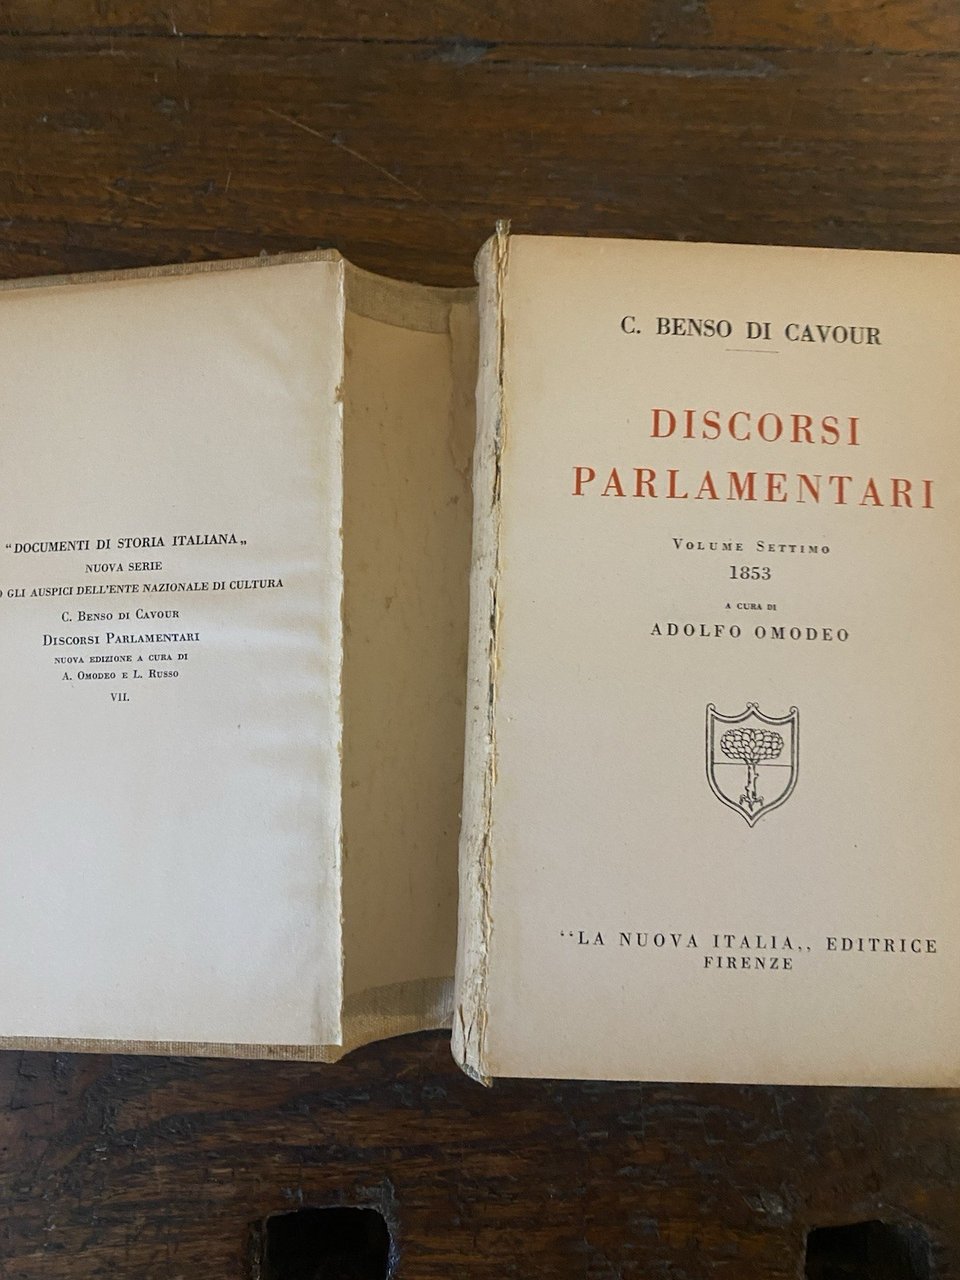 “DOCUMENTI DI STORIA ITALIANA„
NUOVA SERIE
GLI AUSPICI DELL'ENTE NAZIONALE DI CULTURA
C. BENSO DI CAVOUR
DISCORSI PARLAMENTARI
NUOVA EDIZIONE A CURA DI
A. OMODEO E L. RUSSO
VII.
C. BENSO DI CAVOUR
DISCORSI
PARLAMENTARI
VOLUME SETTIMO
1853
A CURA DI
ADOLFO OMODEO
“LA NUOVA ITALIA,, EDITRICE
FIRENZE